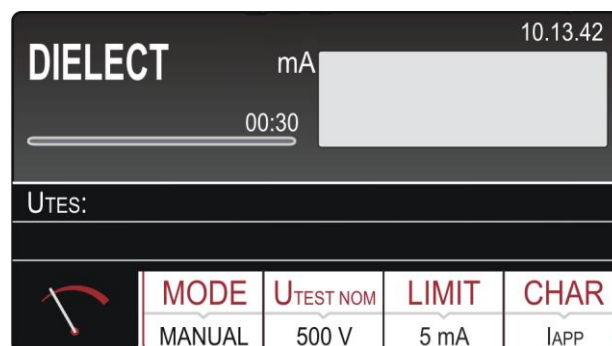 10.13.42
DIELECT mA
00:30
UTES:
MODE UTEST NOM LIMIT CHAR
MANUAL 500 V 5 mA IAPP